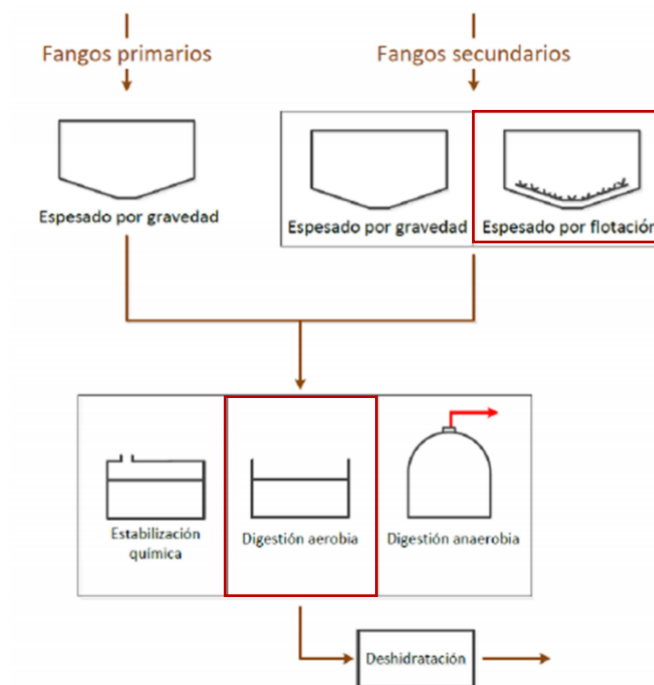 Fangos primarios
Fangos secundarios
Espesado por gravedad
Espesado por gravedad
Espesado por flotación
Estabilización
química
Digestión aerobia
Digestión anaerobia
Deshidratación